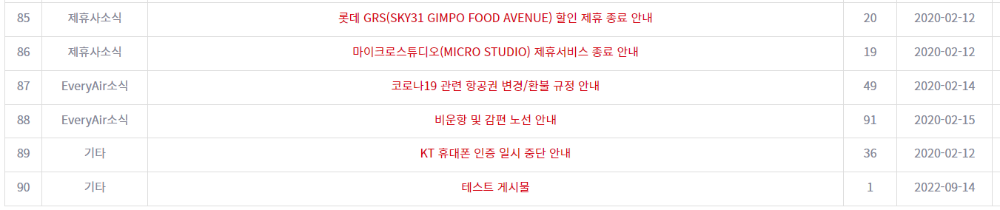 85 제휴사소식 롯데 GRS(SKY31 GIMPO FOOD AVENUE) 할인 제휴 종료 안내 20 2020-02-12
86 제휴사소식 마이크로스튜디오(MICRO STUDIO) 제휴서비스 종료 안내 19 2020-02-12
87 EveryAir소식 코로나19 관련 항공권 변경/환불 규정 안내 49 2020-02-14
88 EveryAir소식 비운항 및 감편 노선 안내 91 2020-02-15
89 기타 KT 휴대폰 인증 일시 중단 안내 36 2020-02-12
90 기타 테스트 게시물 1 2022-09-14